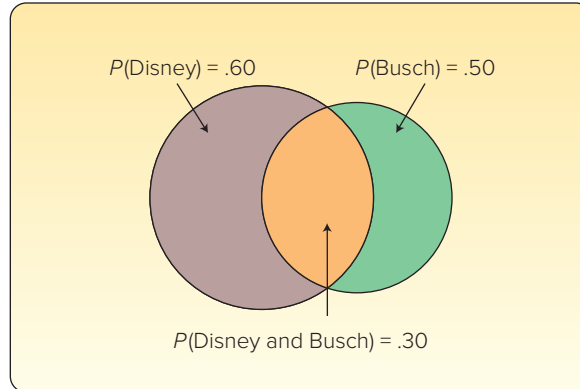 P(Disney) = .60
P(Busch) = .50
P(Disney and Busch) = .30